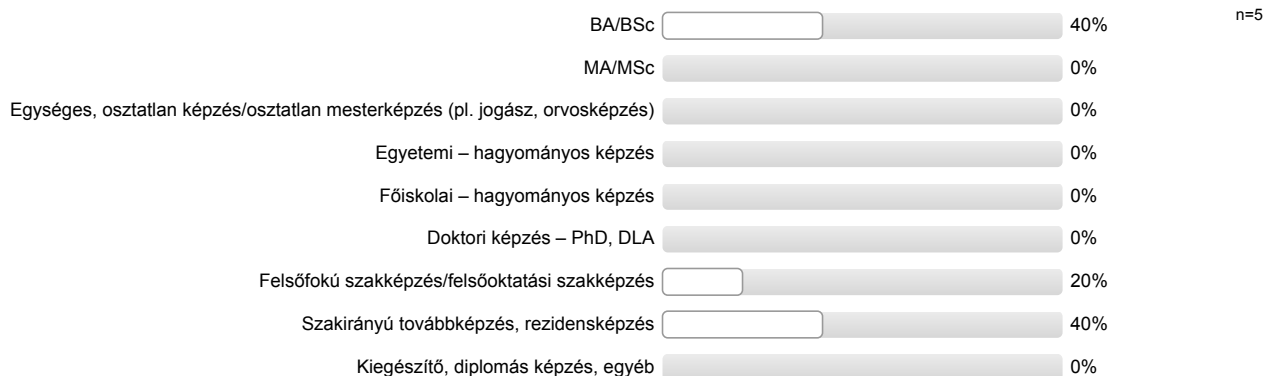 n=5
BA/BSc 40%
MA/MSc 0%
Egységes, osztatlan képzés/osztatlan mesterképzés (pl. jogász, orvosképzés) 0%
Egyetemi – hagyományos képzés 0%
Főiskolai – hagyományos képzés 0%
Doktori képzés – PhD, DLA 0%
Felsőfokú szakképzés/felsőoktatási szakképzés 20%
Szakirányú továbbképzés, rezidensképzés 40%
Kiegészítő, diplomás képzés, egyéb 0%